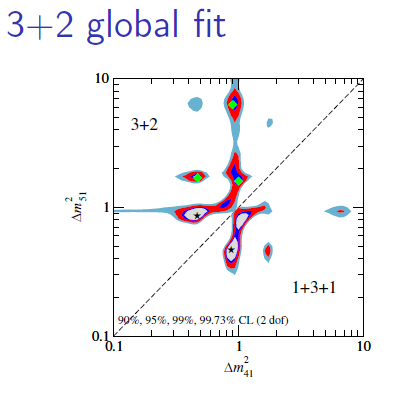 3+2 global fit
10
3+2
Δm²₅₁
1
1+3+1
90%, 95%, 99%, 99.73% CL (2 dof)
0.1
0.1 1 10
Δm²₄₁